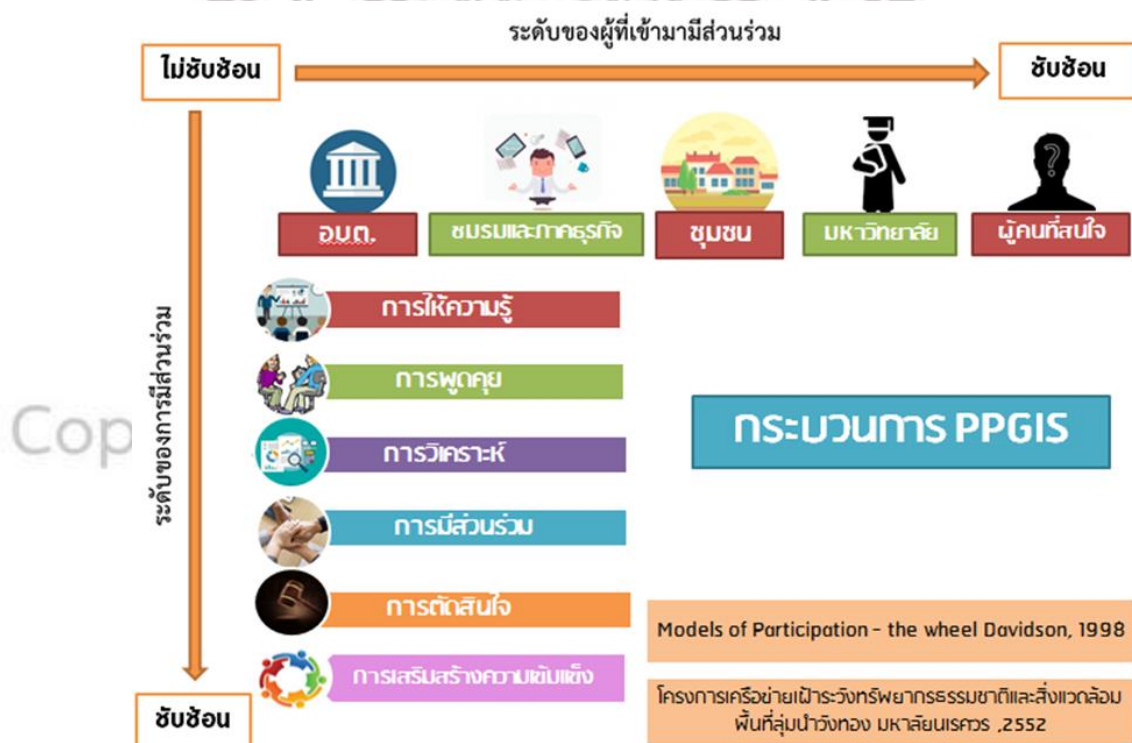 ระดับของผู้ที่เข้ามามีส่วนร่วม
ไม่ซับซ้อน
ซับซ้อน
อบต.
ชมรมและภาคธุรกิจ
ชุมชน
มหาวิทยาลัย
ผู้คนที่สนใจ
ระดับของการมีส่วนร่วม
การให้ความรู้
การพูดคุย
การวิเคราะห์
การมีส่วนร่วม
การตัดสินใจ
การเสริมสร้างความเข้มแข็ง
ซับซ้อน
กระบวนการ PPGIS
Models of Participation - the wheel Davidson, 1998
โครงการเครือข่ายเฝ้าระวังทรัพยากรธรรมชาติและสิ่งแวดล้อม
พื้นที่ลุ่มน้ำวังทอง มหาลัยนเรศวร ,2552
Cop